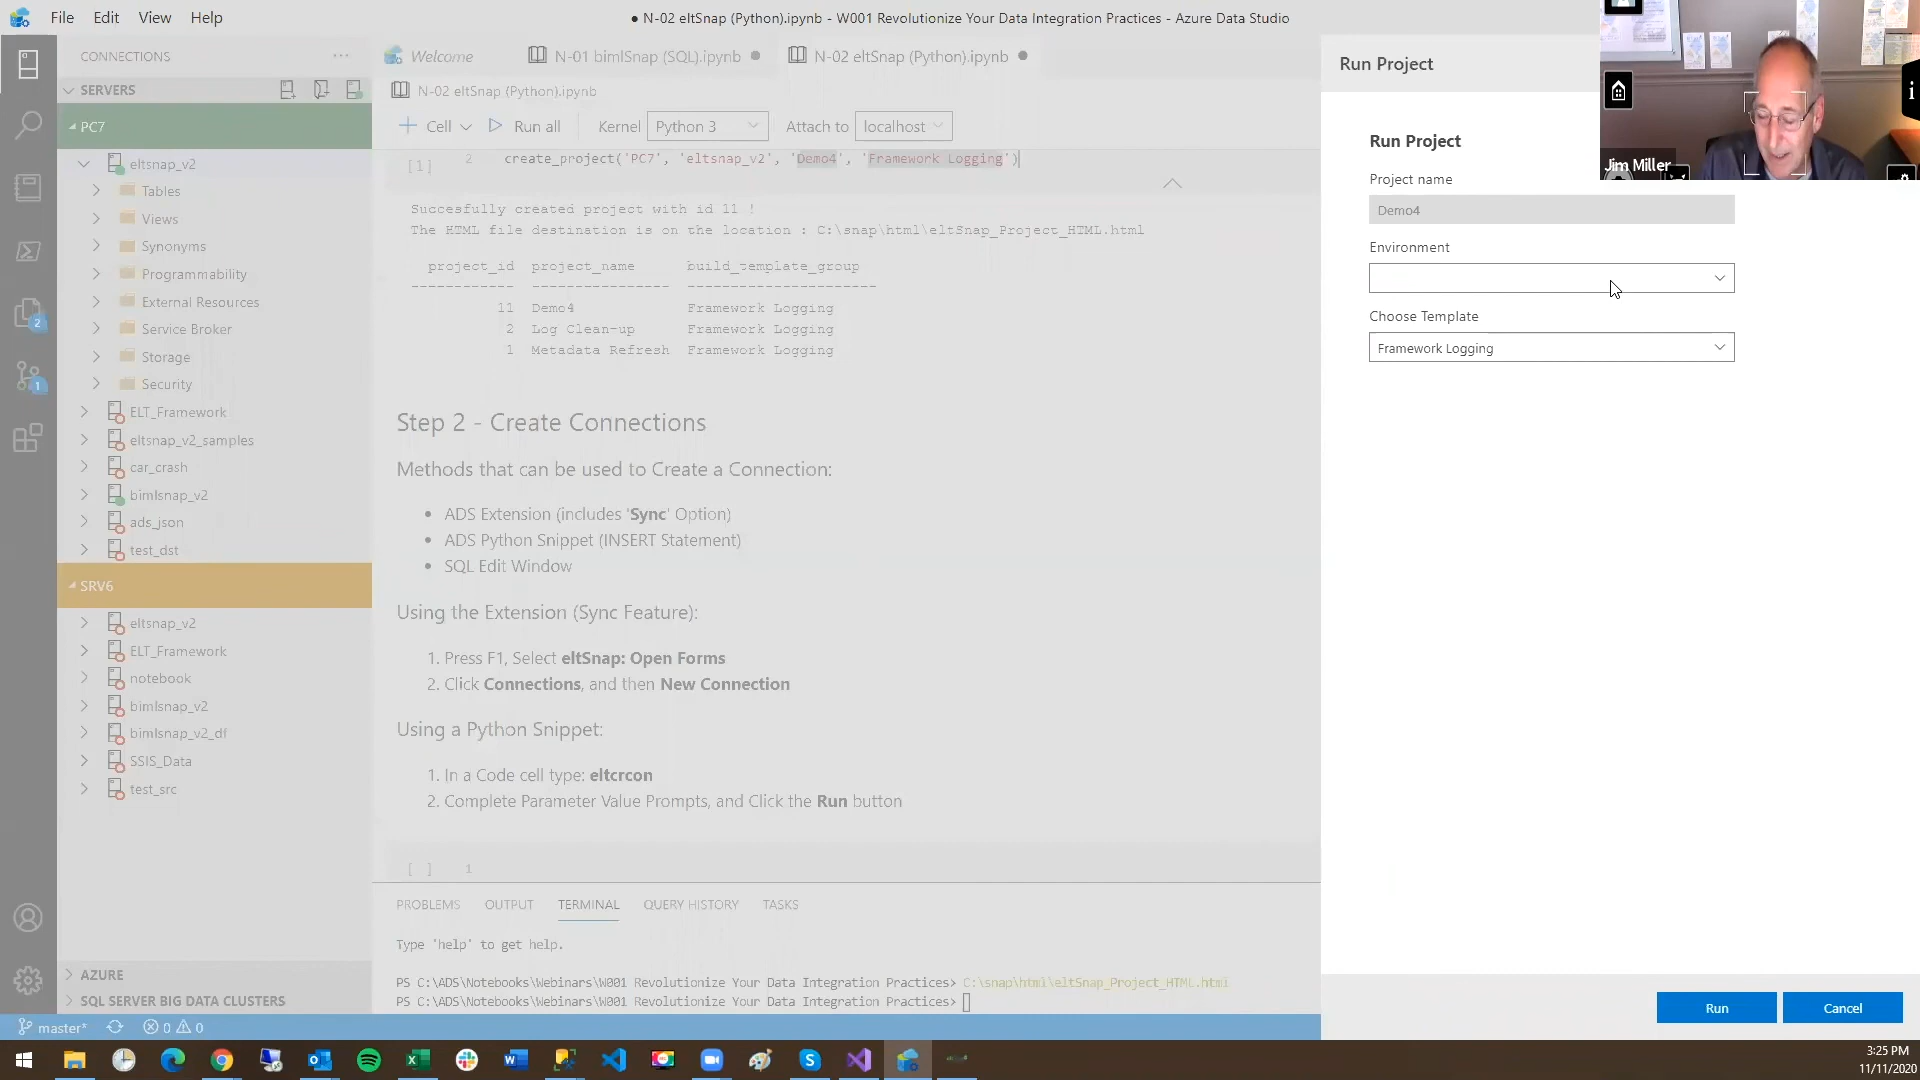 File Edit View Help
● N-02 eltSnap (Python).ipynb - W001 Revolutionize Your Data Integration Practices - Azure Data Studio
CONNECTIONS
SERVERS
PC7
eltsnap_v2
Tables
Views
Synonyms
Programmability
External Resources
Service Broker
Storage
Security
ELT_Framework
eltsnap_v2_samples
car_crash
bimlsnap_v2
ads_json
test_dst
SRV6
eltsnap_v2
ELT_Framework
notebook
bimlsnap_v2
bimlsnap_v2_df
SSIS_Data
test_src
AZURE
SQL SERVER BIG DATA CLUSTERS
2
1
Welcome
N-01 bimlSnap (SQL).ipynb
N-02 eltSnap (Python).ipynb
N-02 eltSnap (Python).ipynb
Cell Run all Kernel Python 3 Attach to localhost
[1] 2 create_project('PC7', 'eltsnap_v2', 'Demo4', 'Framework Logging')
Succesfully created project with id 11 !
The HTML file destination is on the location : C:\snap\html\eltSnap_Project_HTML.html
project_id project_name build_template_group
------------ ---------------- ----------------------
11 Demo4 Framework Logging
2 Log Clean-up Framework Logging
1 Metadata Refresh Framework Logging
Step 2 - Create Connections
Methods that can be used to Create a Connection:
• ADS Extension (includes 'Sync' Option)
• ADS Python Snippet (INSERT Statement)
• SQL Edit Window
Using the Extension (Sync Feature):
1. Press F1, Select eltSnap: Open Forms
2. Click Connections, and then New Connection
Using a Python Snippet:
1. In a Code cell type: eltcrcon
2. Complete Parameter Value Prompts, and Click the Run button
[ ] 1
PROBLEMS OUTPUT TERMINAL QUERY HISTORY TASKS
Type 'help' to get help.
PS C:\ADS\Notebooks\Webinars\W001 Revolutionize Your Data Integration Practices> C:\snap\html\eltSnap_Project_HTML.html
PS C:\ADS\Notebooks\Webinars\W001 Revolutionize Your Data Integration Practices>
Run Project
Run Project
Project name
Demo4
Environment
Choose Template
Framework Logging
Run Cancel
Jim Miller
master* 0 0
3:25 PM
11/11/2020